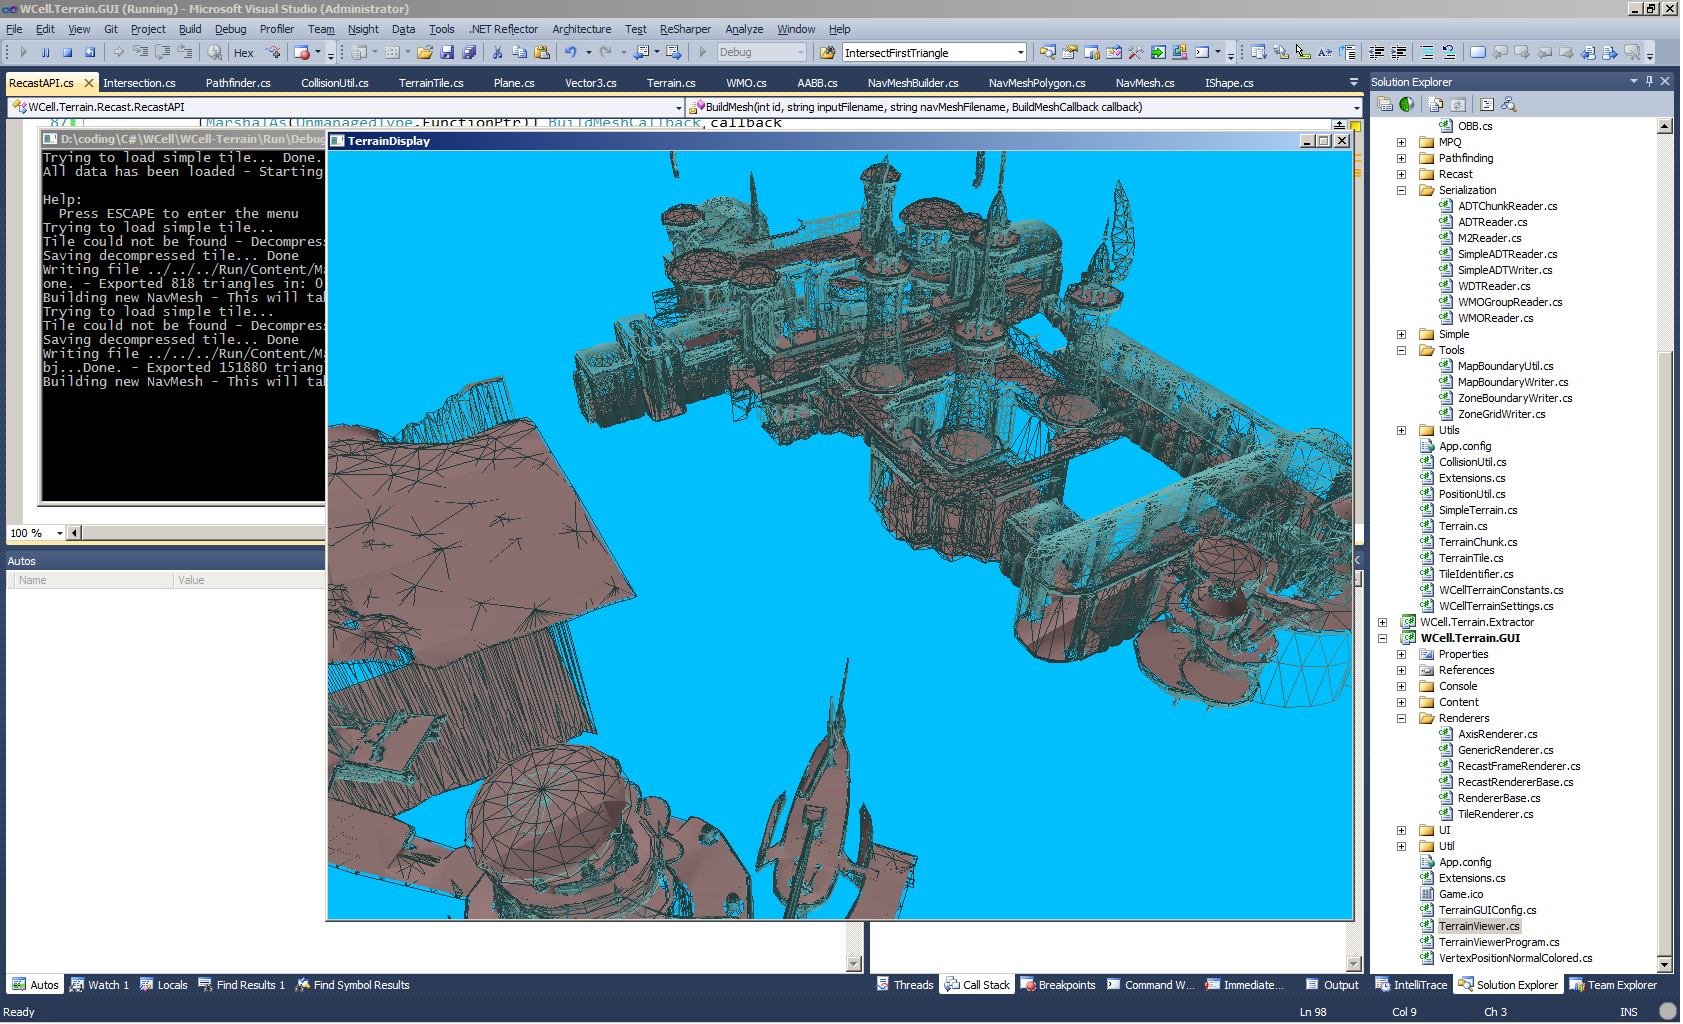 WCell.Terrain.GUI (Running) - Microsoft Visual Studio (Administrator)
File Edit View Git Project Build Debug Profiler Team Nsight Data Tools .NET Refactor Architecture Test ReSharper Analyze Window Help
Hex Debug IntersectFirstTriangle
RecastAPI.cs Intersection.cs Pathfinder.cs CollisionUtil.cs TerrainTile.cs Plane.cs Vector3.cs Terrain.cs WMO.cs AABB.cs NavMeshBuilder.cs NavMeshPolygon.cs NavMesh.cs IShape.cs
WCell.Terrain.Recast.RecastAPI
BuildMesh(int id, string inputFilename, string navMeshFilename, BuildMeshCallback callback)
87 [MarshalAs(UnmanagedType.FunctionPtr)] BuildMeshCallback callback
D:\coding\C#\WCell\WCell-Terrain\Run\Debug
Trying to load simple tile... Done.
All data has been loaded - Starting
Help:
Press ESCAPE to enter the menu
Trying to load simple tile...
Tile could not be found - Decompres
Saving decompressed tile... Done
Writing file ../../../Run/Content/Ma
one. - Exported 818 triangles in: 0
Building new NavMesh - This will tak
Trying to load simple tile...
Tile could not be found - Decompres
Saving decompressed tile... Done
Writing file ../../../Run/Content/Ma
bj...Done. - Exported 151880 triang
Building new NavMesh - This will tak
TerrainDisplay
100 %
Autos
Name Value
Solution Explorer
OBB.cs
MPQ
Pathfinding
Recast
Serialization
ADTChunkReader.cs
ADTReader.cs
M2Reader.cs
SimpleADTReader.cs
SimpleADTWriter.cs
WDTReader.cs
WMOGroupReader.cs
WMOReader.cs
Simple
Tools
MapBoundaryUtil.cs
MapBoundaryWriter.cs
ZoneBoundaryWriter.cs
ZoneGridWriter.cs
Utils
App.config
CollisionUtil.cs
Extensions.cs
PositionUtil.cs
SimpleTerrain.cs
Terrain.cs
TerrainChunk.cs
TerrainTile.cs
TileIdentifier.cs
WCellTerrainConstants.cs
WCellTerrainSettings.cs
WCell.Terrain.Extractor
WCell.Terrain.GUI
Properties
References
Console
Content
Renderers
AxisRenderer.cs
GenericRenderer.cs
RecastFrameRenderer.cs
RecastRendererBase.cs
RendererBase.cs
TileRenderer.cs
UI
Util
App.config
Extensions.cs
Game.ico
TerrainGUIConfig.cs
TerrainViewer.cs
TerrainViewerProgram.cs
VertexPositionNormalColored.cs
Autos Watch 1 Locals Find Results 1 Find Symbol Results
Threads Call Stack Breakpoints Command W... Immediate... Output IntelliTrace Solution Explorer Team Explorer
Ready Ln 98 Col 9 Ch 3 INS